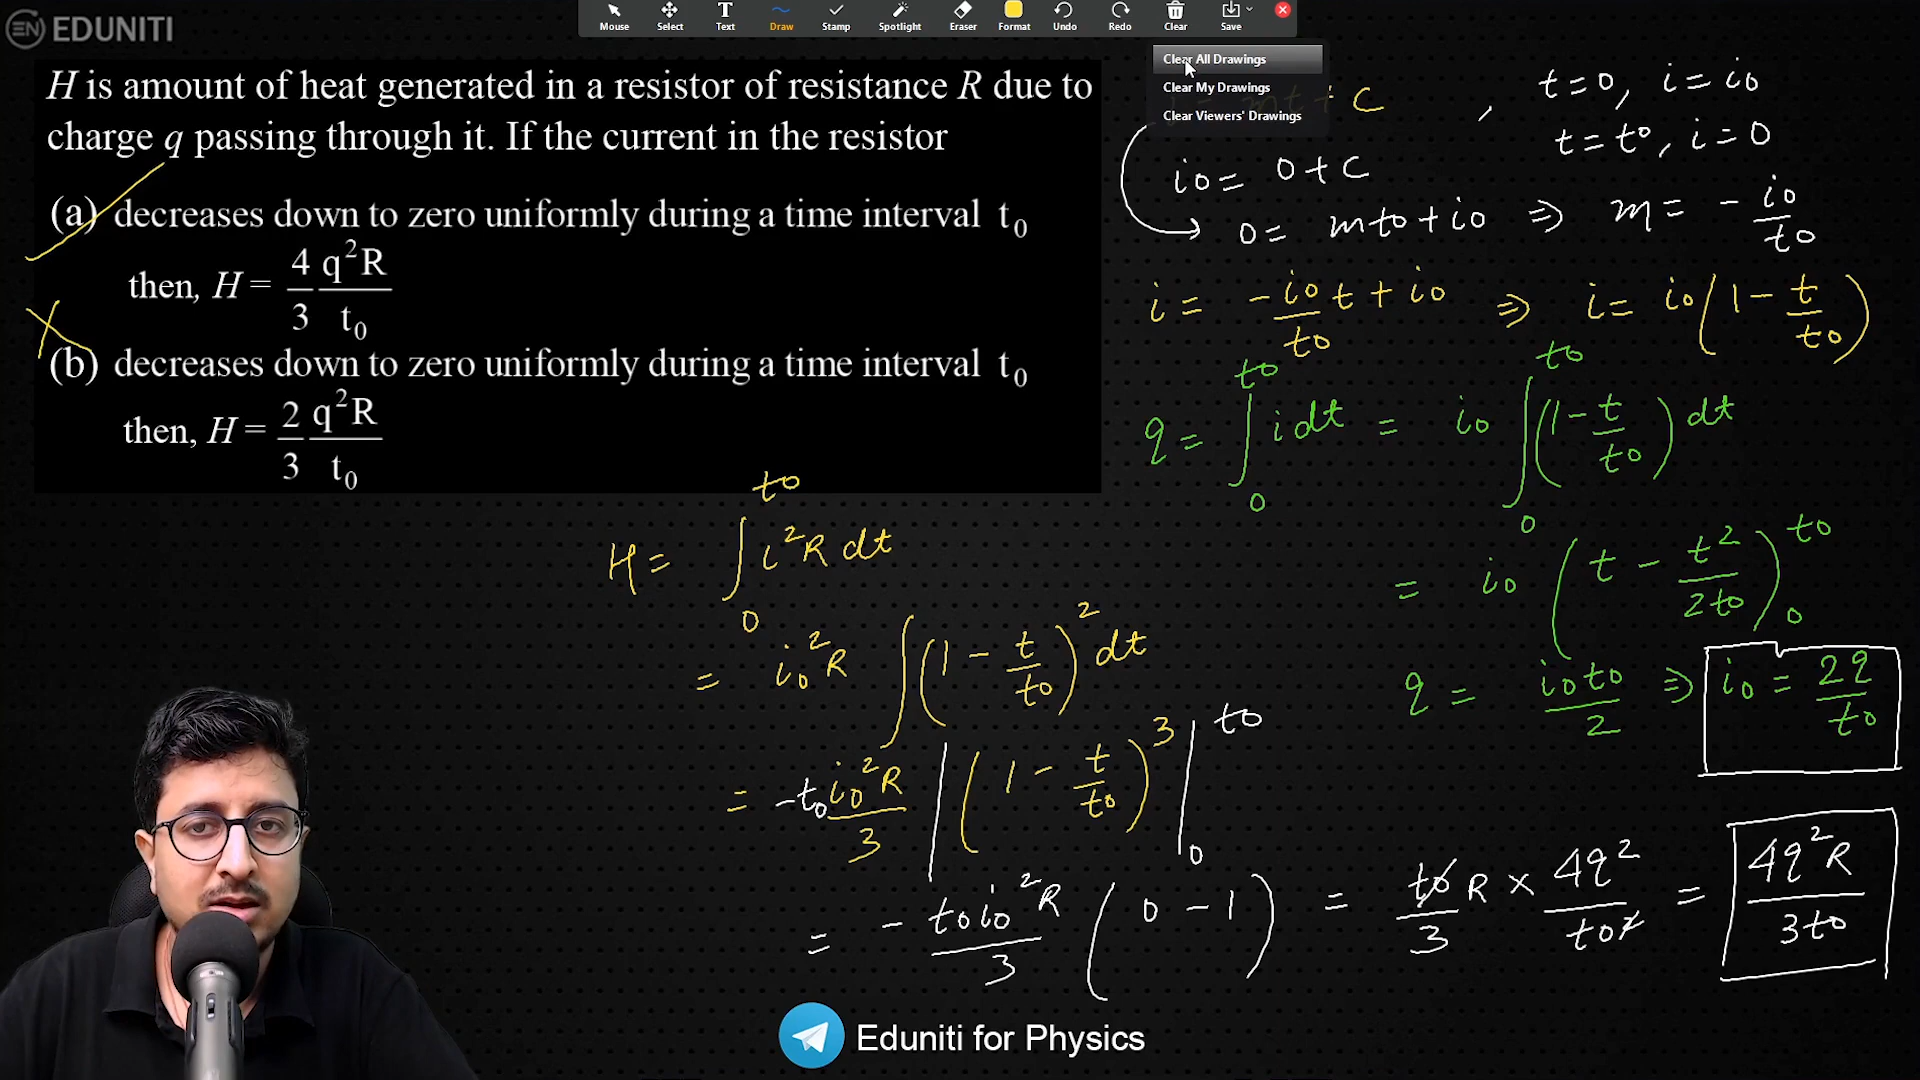 EN EDUNITI
Mouse Select Text Draw Stamp Spotlight Eraser Format Undo Redo Clear Save
Clear All Drawings
Clear My Drawings
Clear Viewers' Drawings
H is amount of heat generated in a resistor of resistance R due to
charge q passing through it. If the current in the resistor
(a) decreases down to zero uniformly during a time interval t₀
then, H = 4/3 q²R/t₀
(b) decreases down to zero uniformly during a time interval t₀
then, H = 2/3 q²R/t₀
i = mt + c , t=0, i=i₀
t=t₀, i=0
i₀ = 0 + c
0 = mt₀ + i₀ ⇒ m = -i₀/t₀
i = -i₀/t₀ t + i₀ ⇒ i = i₀(1 - t/t₀)
q = ∫₀^t₀ i dt = i₀ ∫₀^t₀ (1 - t/t₀) dt
= i₀ (t - t²/2t₀)₀^t₀
q = i₀t₀/2 ⇒ i₀ = 2q/t₀
H = ∫₀^t₀ i²R dt
= i₀²R ∫(1 - t/t₀)² dt
= -t₀ i₀²R/3 |(1 - t/t₀)³|₀^t₀
= -t₀i₀²R/3 (0 - 1) = t₀/3 R × 4q²/t₀² = 4q²R/3t₀
Eduniti for Physics